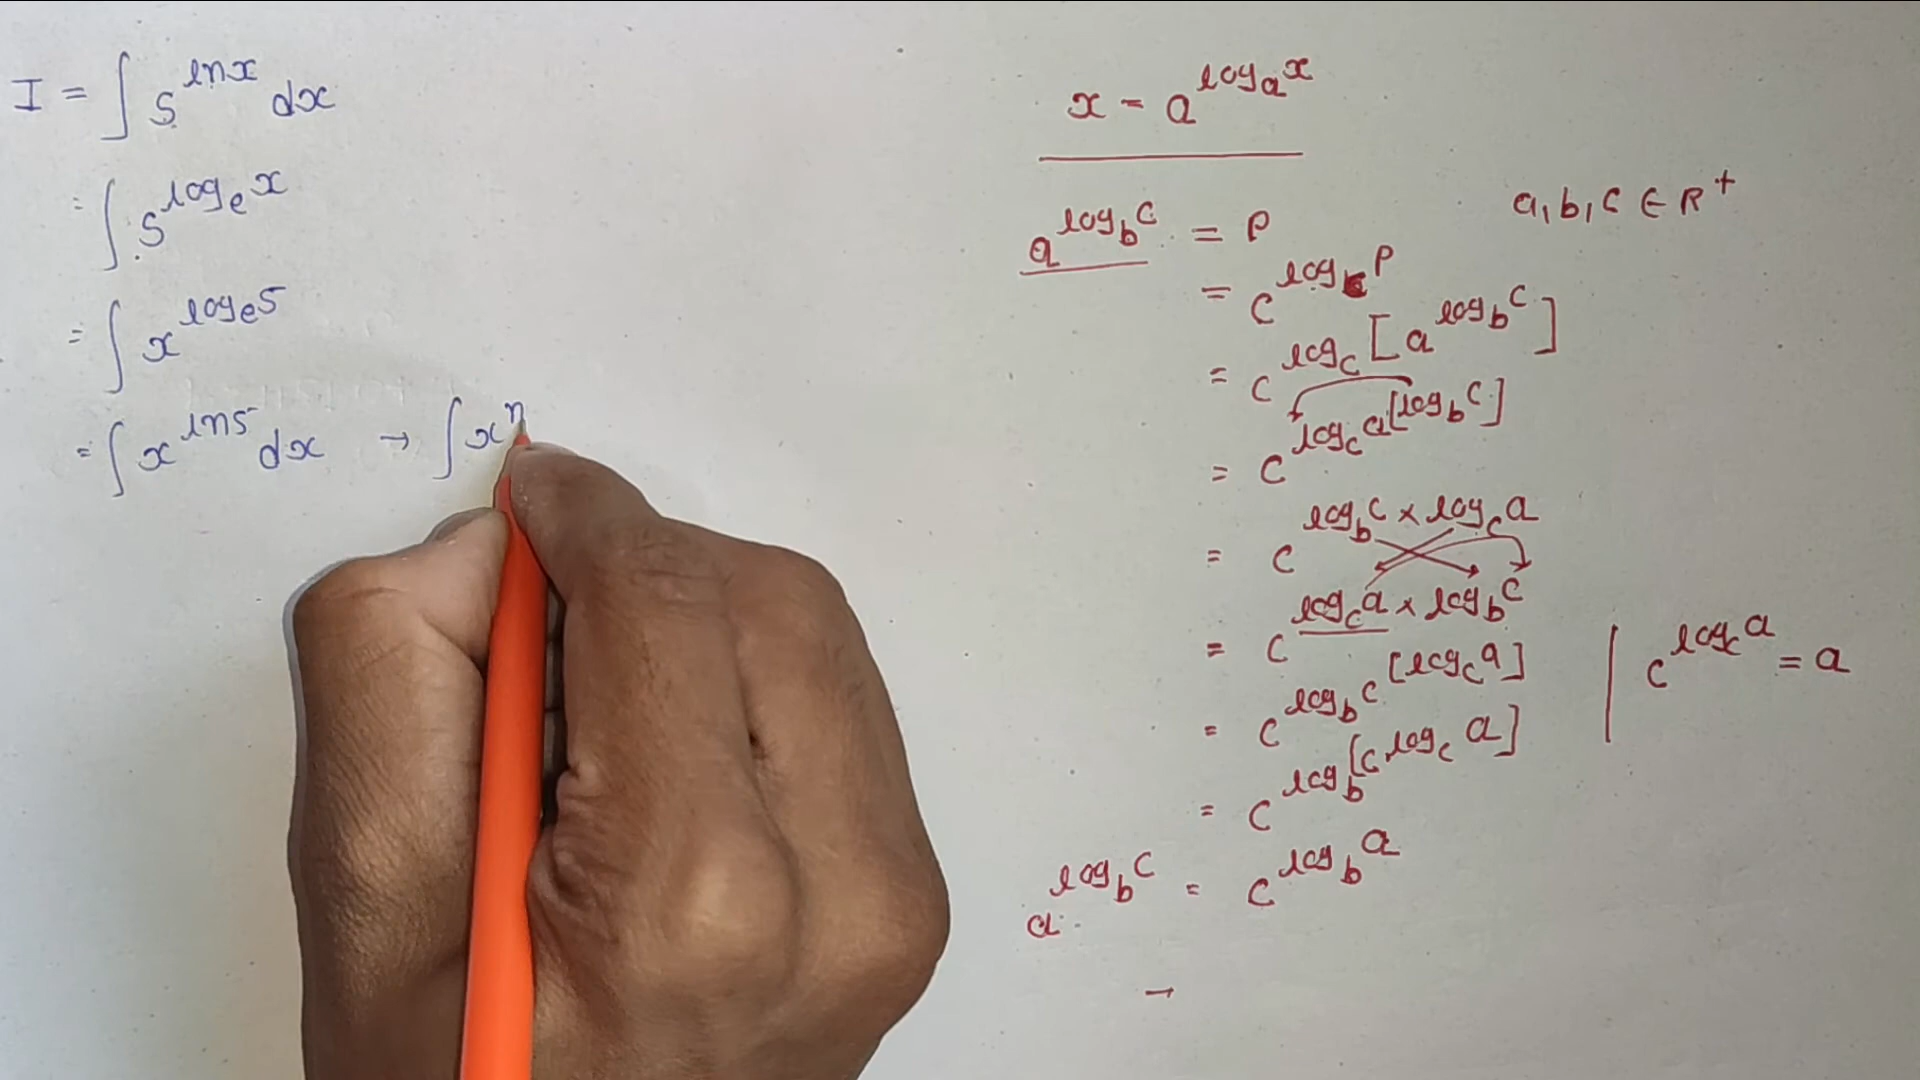 I = ∫ 5^{ln x} dx
= ∫ 5^{log_e x}
= ∫ x^{log_e 5}
= ∫ x^{ln 5} dx → ∫ x^n
x = a^{log_a x}
a^{log_b c} = P
a, b, c ∈ R^+
= c^{log_c P}
= c^{log_c [a^{log_b c}]}
= c^{log_c a [log_b c]}
= c^{log_b c × log_c a}
= c^{log_c a × log_b c}
= c^{log_b c^{[log_c a]}}
= c^{log_b [c^{log_c a}]}
c^{log_c a} = a
a^{log_b c} = c^{log_b a}
→